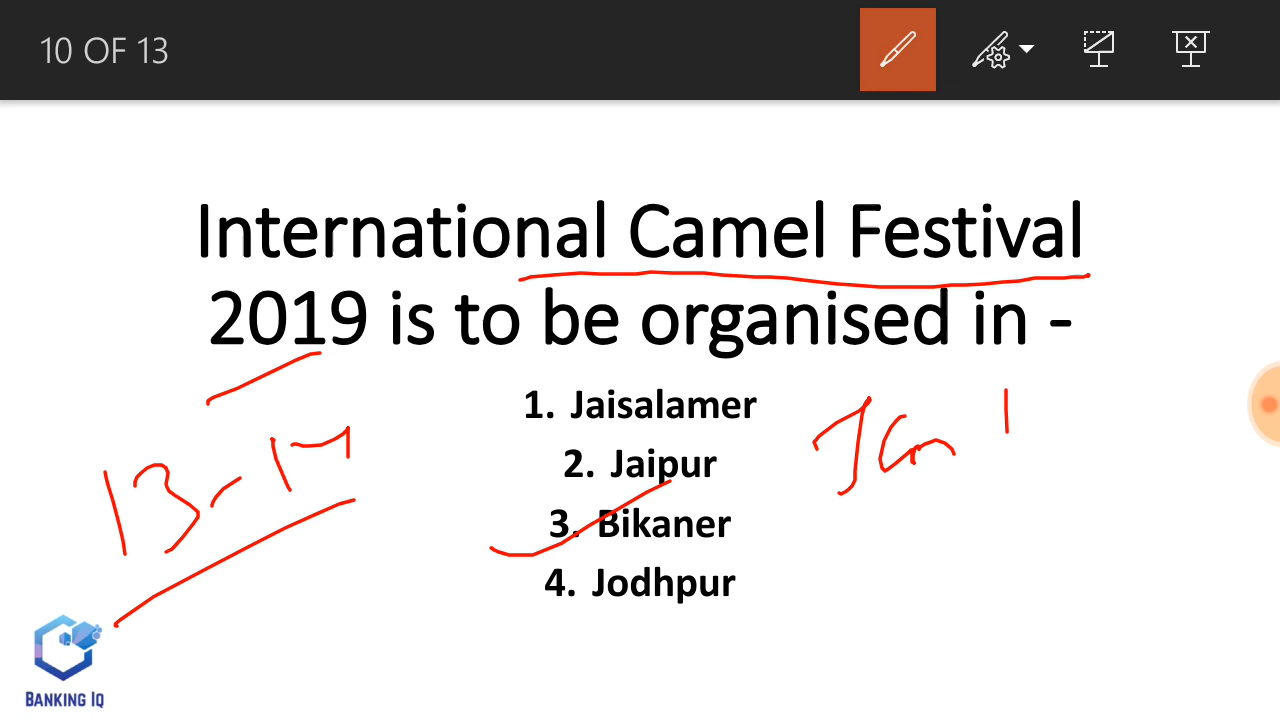 10 OF 13
International Camel Festival
2019 is to be organised in -
1. Jaisalamer
2. Jaipur
3. Bikaner
4. Jodhpur
13-14
Jan
BANKING IQ